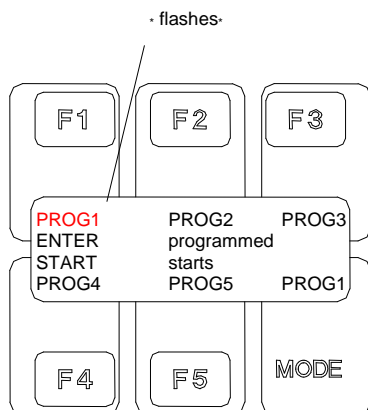 * flashes*
F1 F2 F3
PROG1 PROG2 PROG3
ENTER programmed
START starts
PROG4 PROG5 PROG1
F4 F5 MODE